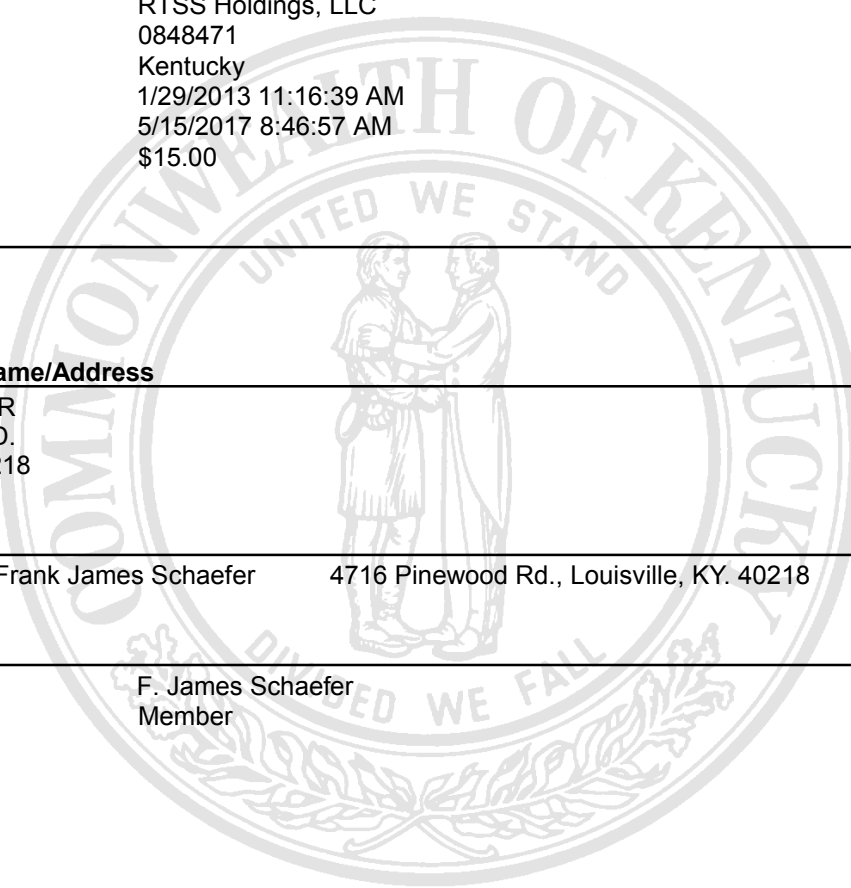 RTSS Holdings, LLC
0848471
Kentucky
1/29/2013 11:16:39 AM
5/15/2017 8:46:57 AM
$15.00
ame/Address
R
D.
218
Frank James Schaefer 4716 Pinewood Rd., Louisville, KY. 40218
F. James Schaefer
Member
COMMONWEALTH OF KENTUCKY
UNITED WE STAND
DIVIDED WE FALL